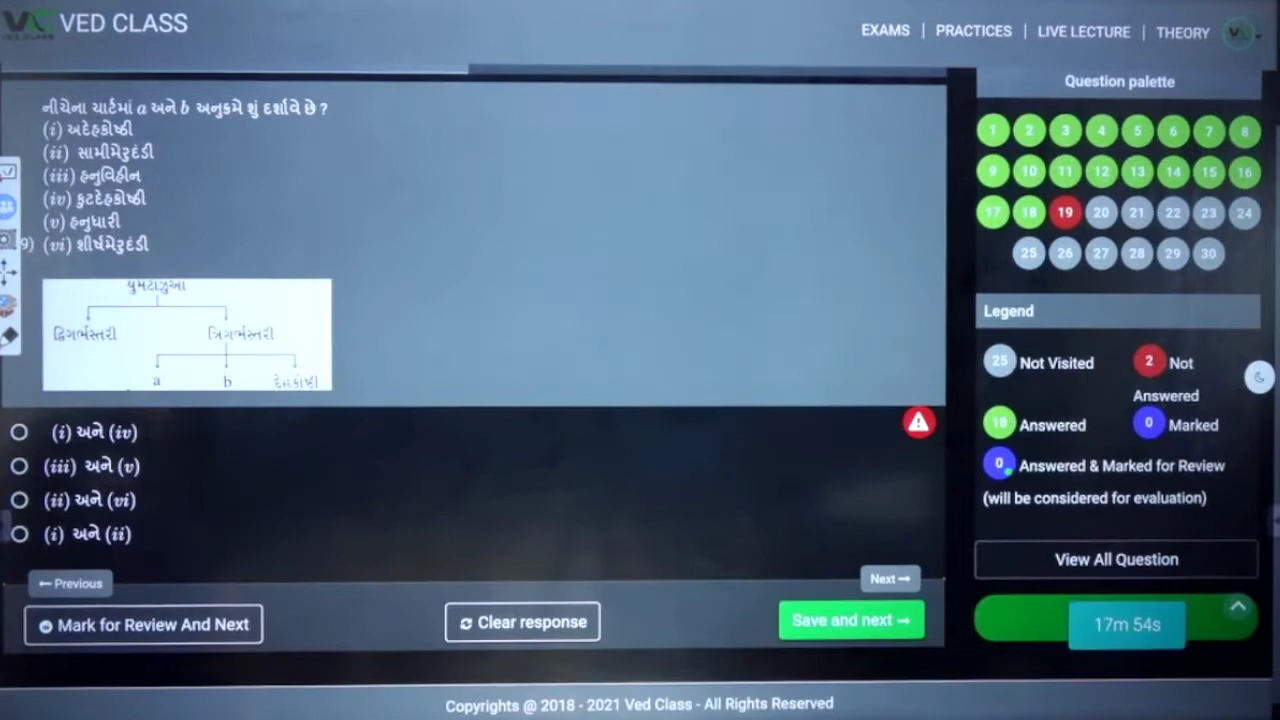 VED CLASS
EXAMS | PRACTICES | LIVE LECTURE | THEORY
નીચેના ચાર્ટમાં a અને b અનુક્રમે શું દર્શાવે છે ?
(i) અદેહકોષ્ઠી
(ii) સામીમેરુદંડી
(iii) હનુવિહીન
(iv) કુટદેહકોષ્ઠી
(v) હનુધારી
9) (vi) શીર્ષમેરુદંડી
દ્વિગર્ભસ્તરી ત્રિગર્ભસ્તરી
a b
(i) અને (iv)
(iii) અને (v)
(ii) અને (vi)
(i) અને (ii)
← Previous
Next →
Mark for Review And Next
Clear response
Save and next →
Question palette
1 2 3 4 5 6 7 8
9 10 11 12 13 14 15 16
17 18 19 20 21 22 23 24
25 26 27 28 29 30
Legend
25 Not Visited
2 Not Answered
18 Answered
0 Marked
0 Answered & Marked for Review
(will be considered for evaluation)
View All Question
17m 54s
Copyrights @ 2018 - 2021 Ved Class - All Rights Reserved